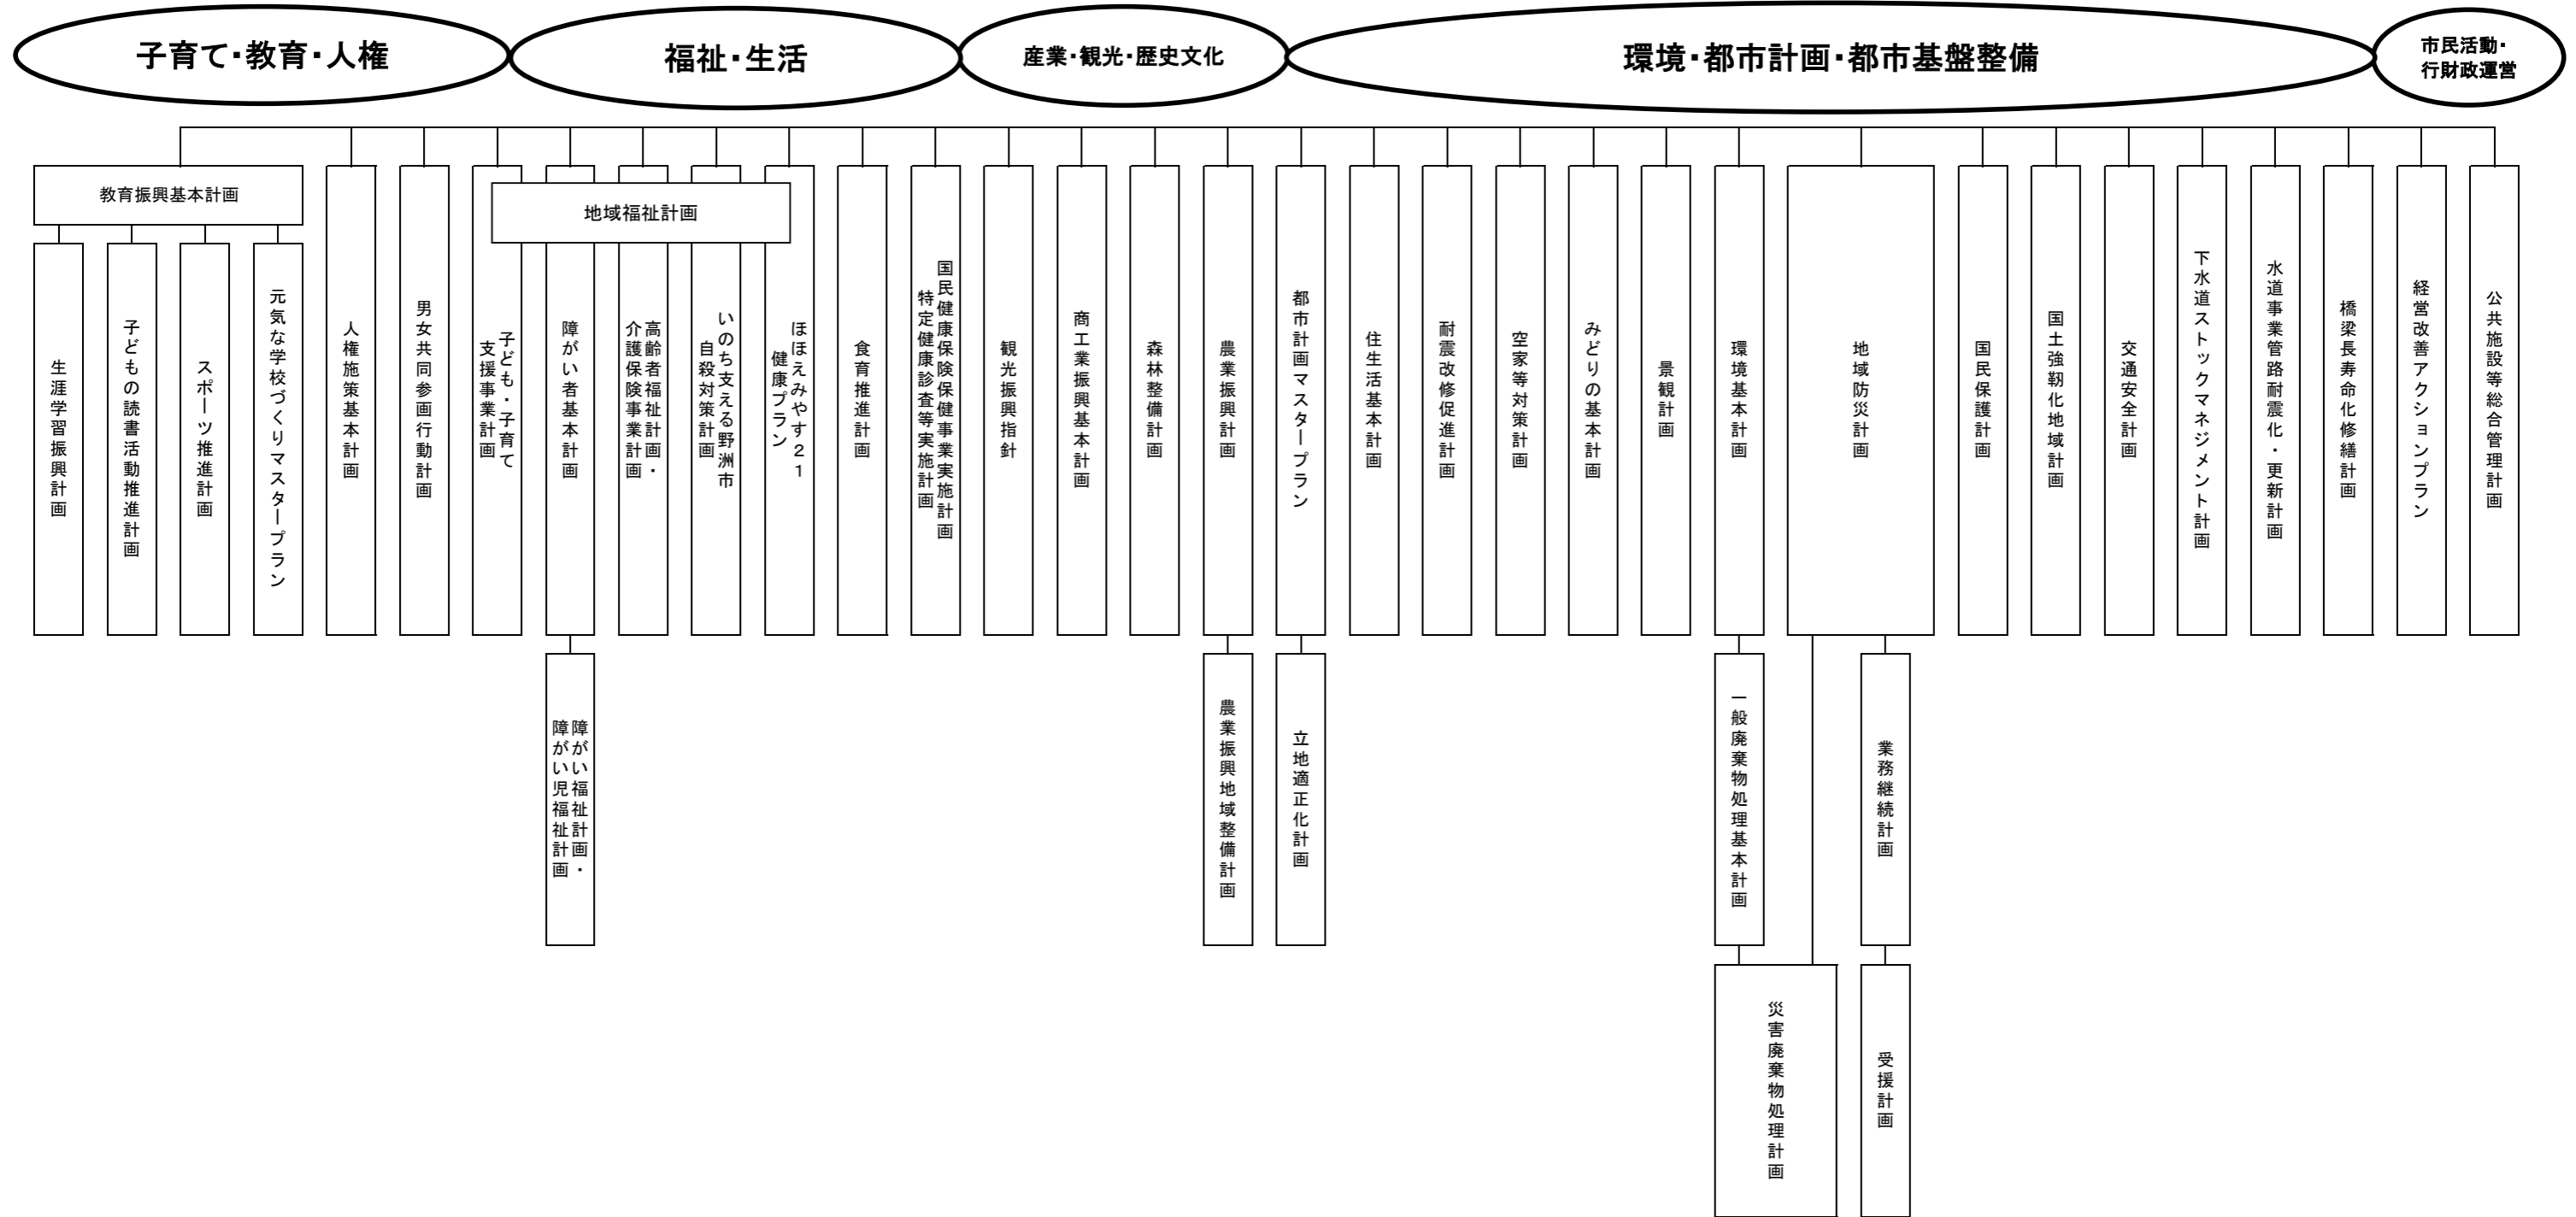 子育て・教育・人権
福祉・生活
産業・観光・歴史文化
環境・都市計画・都市基盤整備
市民活動・
行財政運営
教育振興基本計画
地域福祉計画
生涯学習振興計画
子どもの読書活動推進計画
スポーツ推進計画
元気な学校づくりマスタープラン
人権施策基本計画
男女共同参画行動計画
子ども・子育て
支援事業計画
障がい者基本計画
高齢者福祉計画・
介護保険事業計画
いのち支える野洲市
自殺対策計画
ほほえみやす21
健康プラン
食育推進計画
国民健康保険保健事業実施計画
特定健康診査等実施計画
観光振興指針
商工業振興基本計画
森林整備計画
農業振興計画
都市計画マスタープラン
住生活基本計画
耐震改修促進計画
空家等対策計画
みどりの基本計画
景観計画
環境基本計画
地域防災計画
国民保護計画
国土強靭化地域計画
交通安全計画
下水道ストックマネジメント計画
水道事業管路耐震化・更新計画
橋梁長寿命化修繕計画
経営改善アクションプラン
公共施設等総合管理計画
障がい福祉計画・
障がい児福祉計画
農業振興地域整備計画
立地適正化計画
一般廃棄物処理基本計画
業務継続計画
災害廃棄物処理計画
受援計画